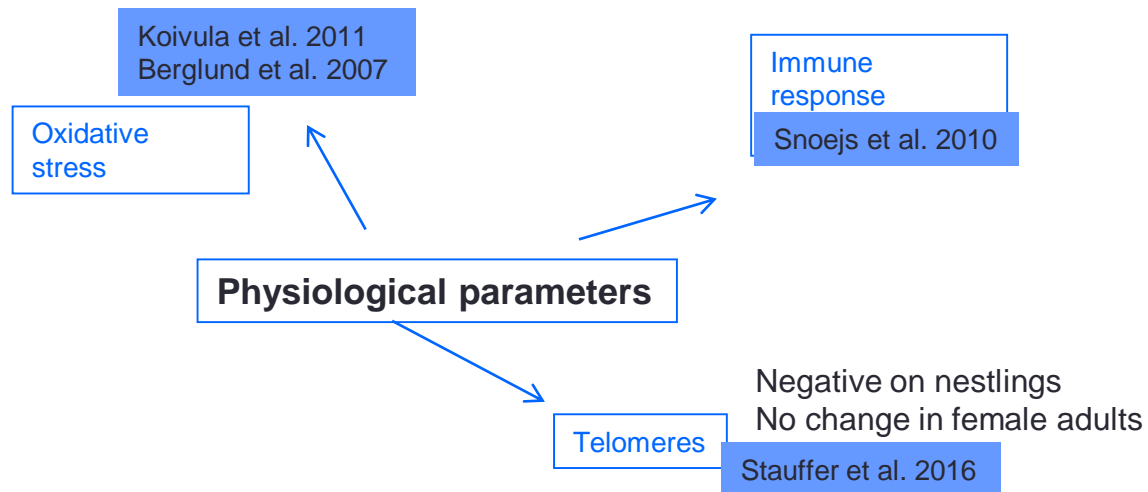 Koivula et al. 2011
Berglund et al. 2007
Oxidative
stress
Immune
response
Snoejs et al. 2010
Physiological parameters
Negative on nestlings
No change in female adults
Telomeres
Stauffer et al. 2016